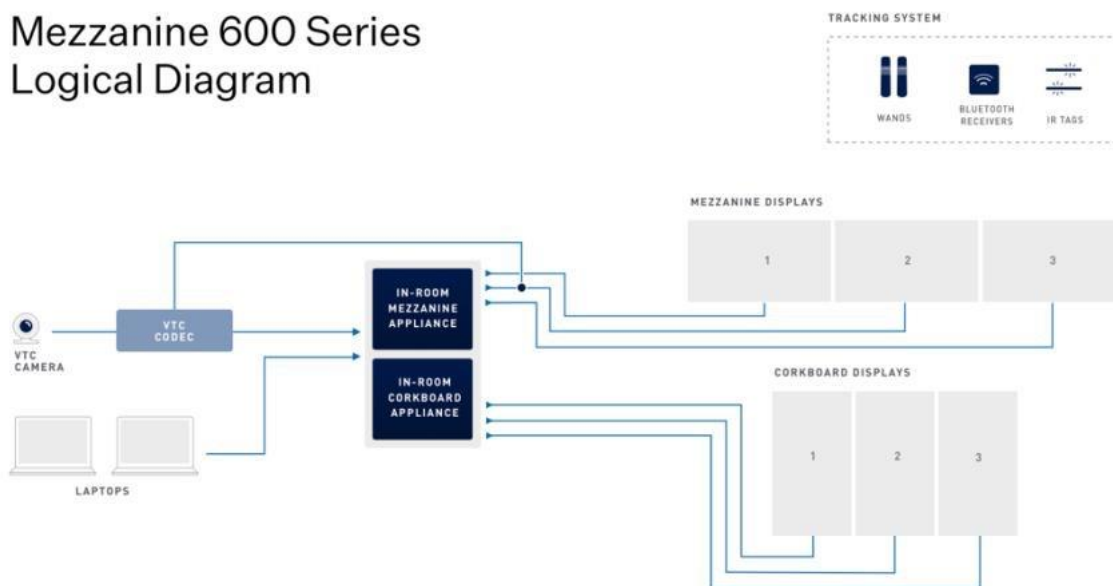 Mezzanine 600 Series
Logical Diagram
TRACKING SYSTEM
WANDS
BLUETOOTH
RECEIVERS
IR TAGS
MEZZANINE DISPLAYS
1
2
3
IN-ROOM
MEZZANINE
APPLIANCE
VTC
CODEC
VTC
CAMERA
IN-ROOM
CORKBOARD
APPLIANCE
CORKBOARD DISPLAYS
1
2
3
LAPTOPS